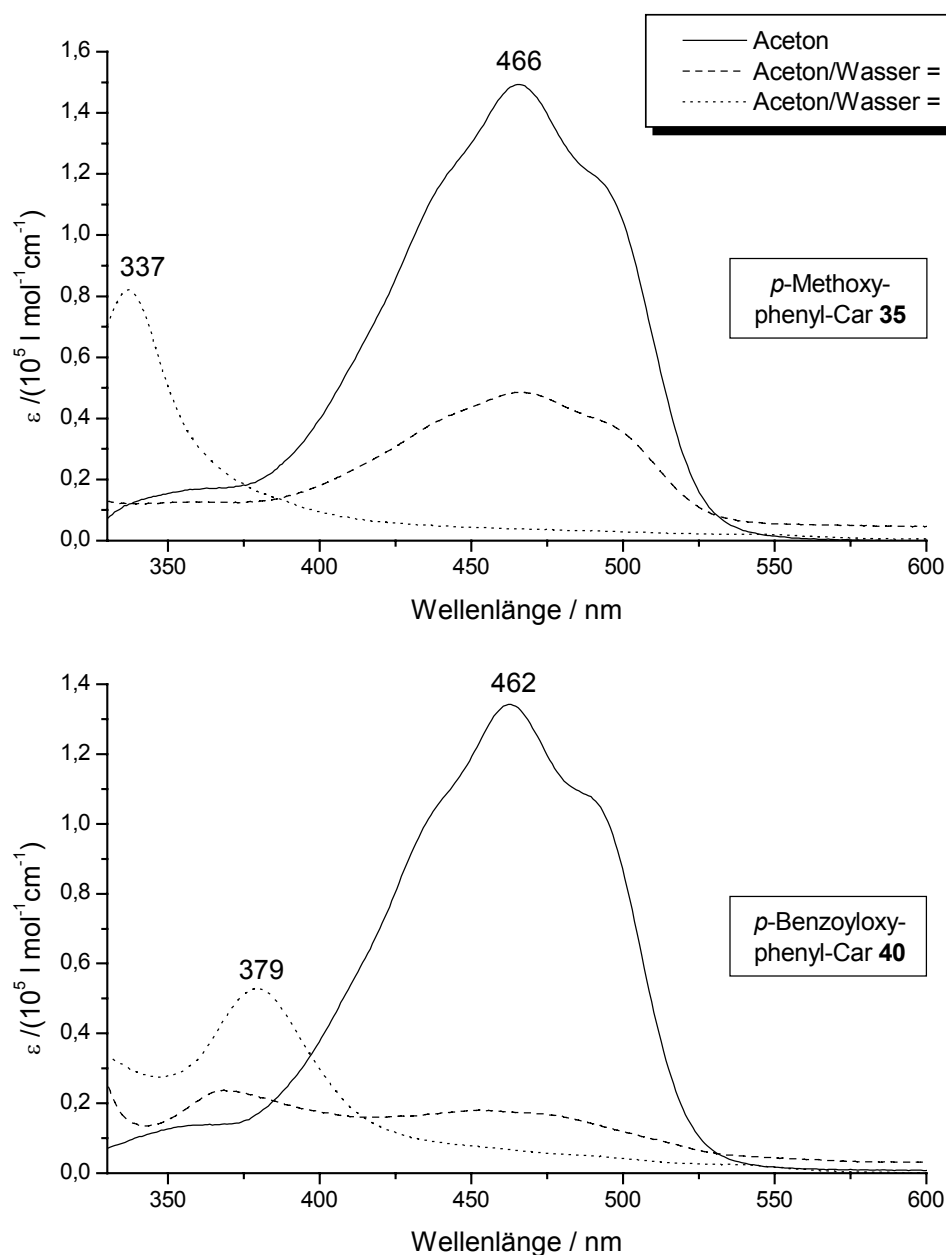 Aceton
Aceton/Wasser =
Aceton/Wasser =
1,6
1,4
1,2
1,0
0,8
0,6
0,4
0,2
0,0
ε /(10⁵ l mol⁻¹cm⁻¹)
466
337
p-Methoxy-
phenyl-Car 35
350 400 450 500 550 600
Wellenlänge / nm
1,4
1,2
1,0
0,8
0,6
0,4
0,2
0,0
ε /(10⁵ l mol⁻¹cm⁻¹)
462
379
p-Benzoyloxy-
phenyl-Car 40
350 400 450 500 550 600
Wellenlänge / nm